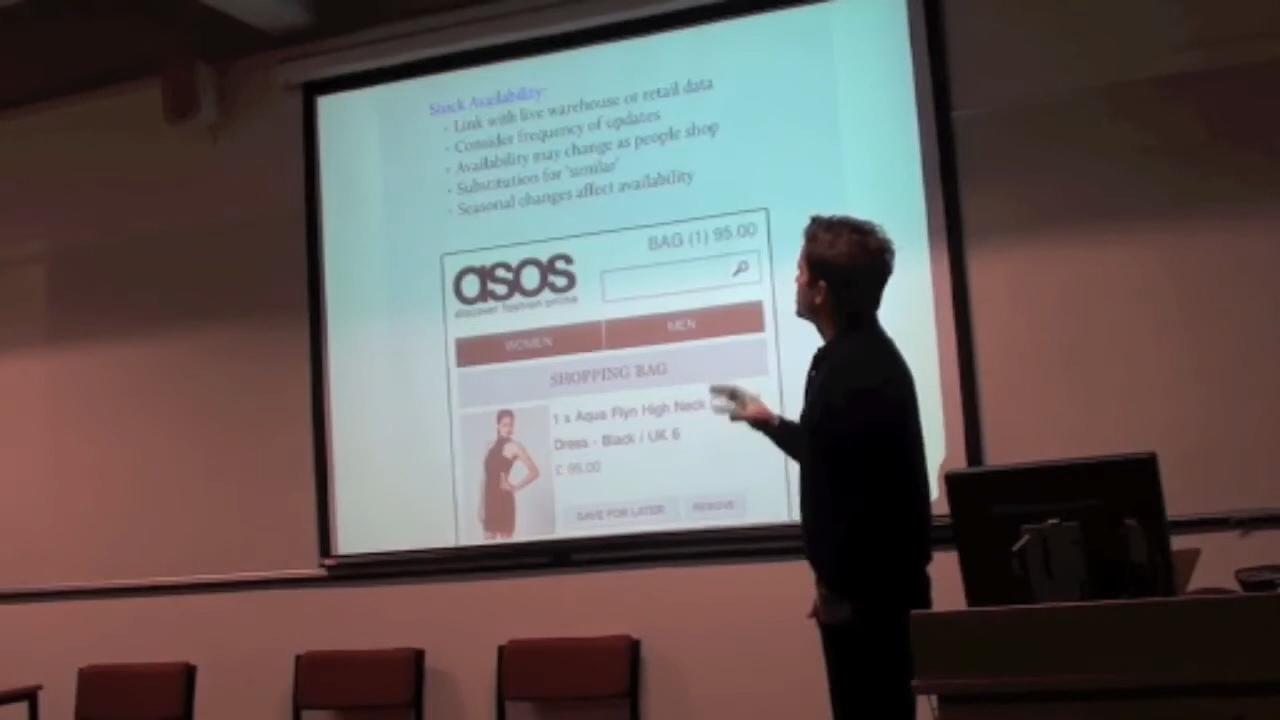 Stock Availability:
- Link with live warehouse or retail data
- Consider frequency of updates
- Availability may change as people shop
- Substitution for 'similar'
- Seasonal changes affect availability
BAG (1) 95.00
asos
discover fashion online
WOMEN MEN
SHOPPING BAG
1 x Aqua Flyn High Neck
Dress - Black / UK 6
£ 95.00
SAVE FOR LATER REMOVE